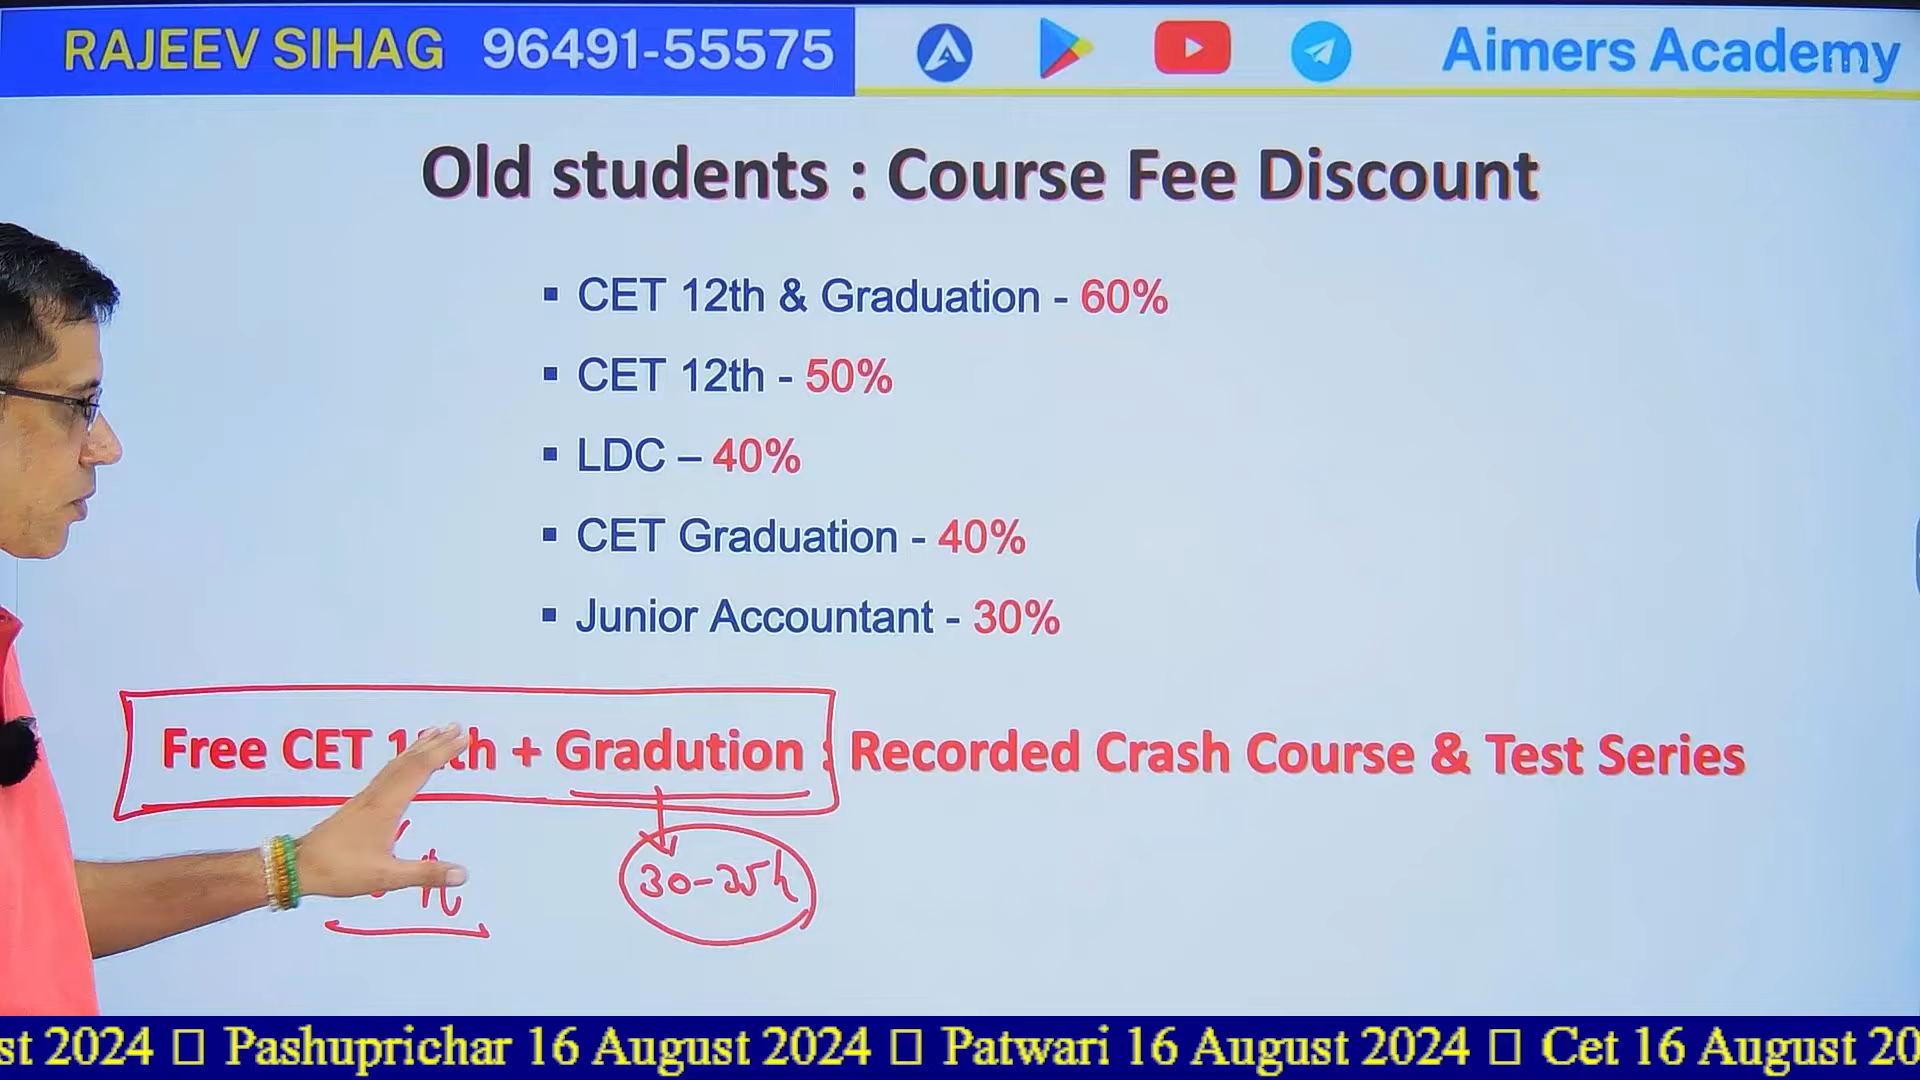 RAJEEV SIHAG 96491-55575 Aimers Academy
Old students : Course Fee Discount
▪ CET 12th & Graduation - 60%
▪ CET 12th - 50%
▪ LDC – 40%
▪ CET Graduation - 40%
▪ Junior Accountant - 30%
Free CET + Gradution : Recorded Crash Course & Test Series
30-35h
st 2024 Pashuprichar 16 August 2024 Patwari 16 August 2024 Cet 16 August 20